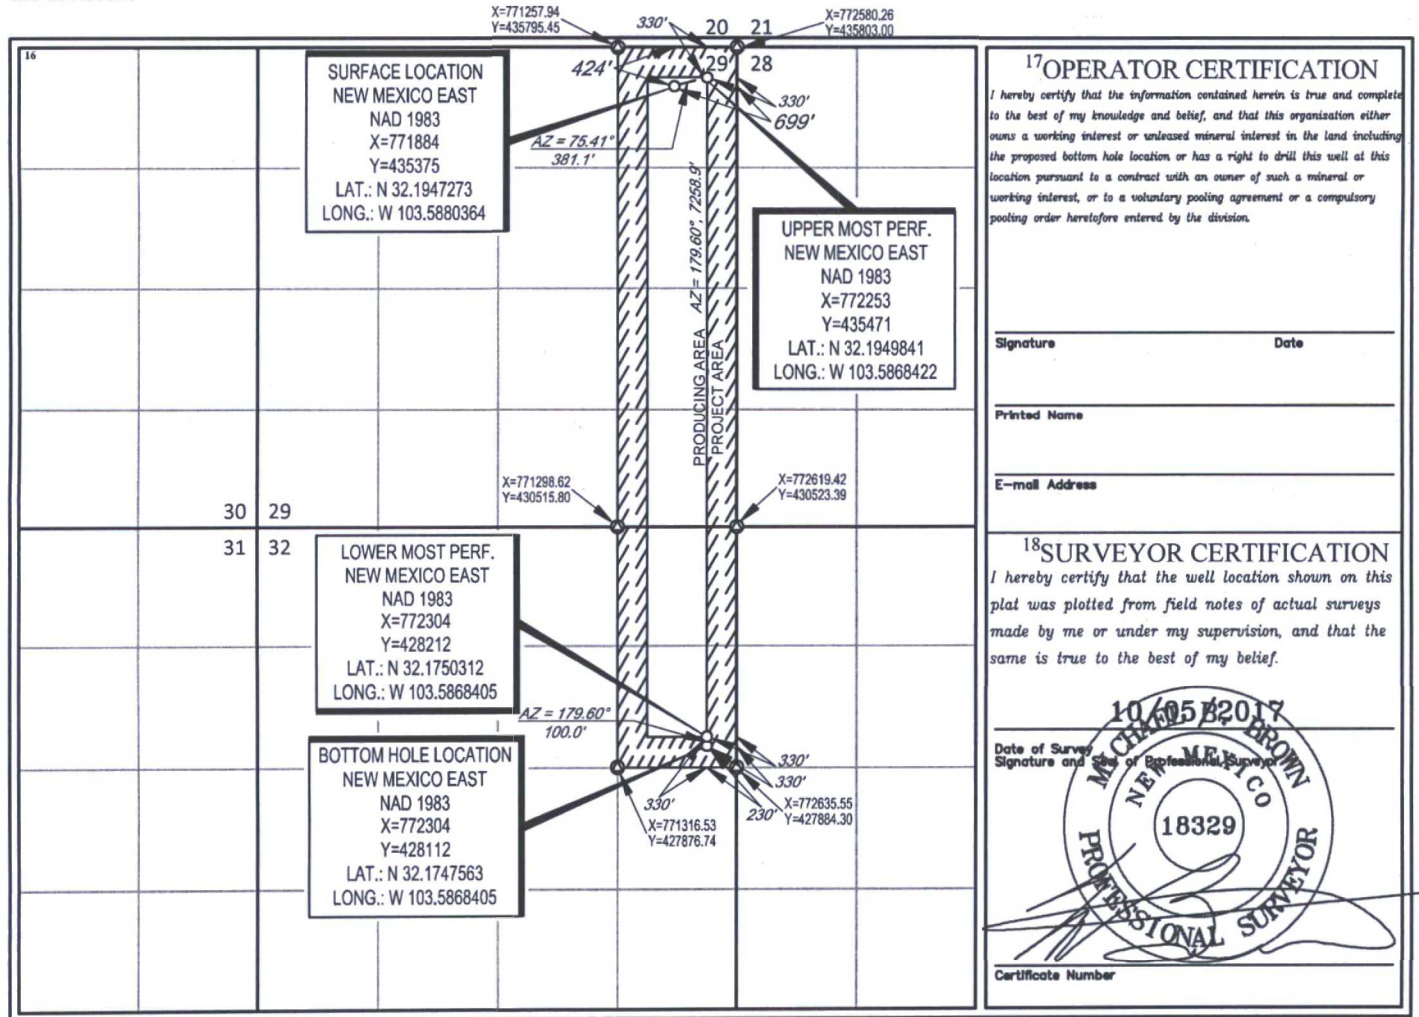 X=771257.94
Y=435795.45
330'
20 21
X=772580.26
Y=435803.00
16
SURFACE LOCATION
NEW MEXICO EAST
NAD 1983
X=771884
Y=435375
LAT.: N 32.1947273
LONG.: W 103.5880364
424'
29 28
330'
699'
AZ = 75.41°
381.1'
AZ = 179.60°, 7258.9'
PRODUCING AREA
PROJECT AREA
UPPER MOST PERF.
NEW MEXICO EAST
NAD 1983
X=772253
Y=435471
LAT.: N 32.1949841
LONG.: W 103.5868422
X=771298.62
Y=430515.80
X=772619.42
Y=430523.39
30 29
31 32
LOWER MOST PERF.
NEW MEXICO EAST
NAD 1983
X=772304
Y=428212
LAT.: N 32.1750312
LONG.: W 103.5868405
AZ = 179.60°
100.0'
BOTTOM HOLE LOCATION
NEW MEXICO EAST
NAD 1983
X=772304
Y=428112
LAT.: N 32.1747563
LONG.: W 103.5868405
330'
330'
330'
230'
X=772635.55
Y=427884.30
X=771316.53
Y=427876.74
17 OPERATOR CERTIFICATION
I hereby certify that the information contained herein is true and complete
to the best of my knowledge and belief, and that this organization either
owns a working interest or unleased mineral interest in the land including
the proposed bottom hole location or has a right to drill this well at this
location pursuant to a contract with an owner of such a mineral or
working interest, or to a voluntary pooling agreement or a compulsory
pooling order heretofore entered by the division.
Signature Date
Printed Name
E-mail Address
18 SURVEYOR CERTIFICATION
I hereby certify that the well location shown on this
plat was plotted from field notes of actual surveys
made by me or under my supervision, and that the
same is true to the best of my belief.
10/05/2017
Date of Survey
Signature and Seal of Professional Surveyor
MICHAEL B. BROWN
NEW MEXICO
18329
PROFESSIONAL SURVEYOR
Certificate Number